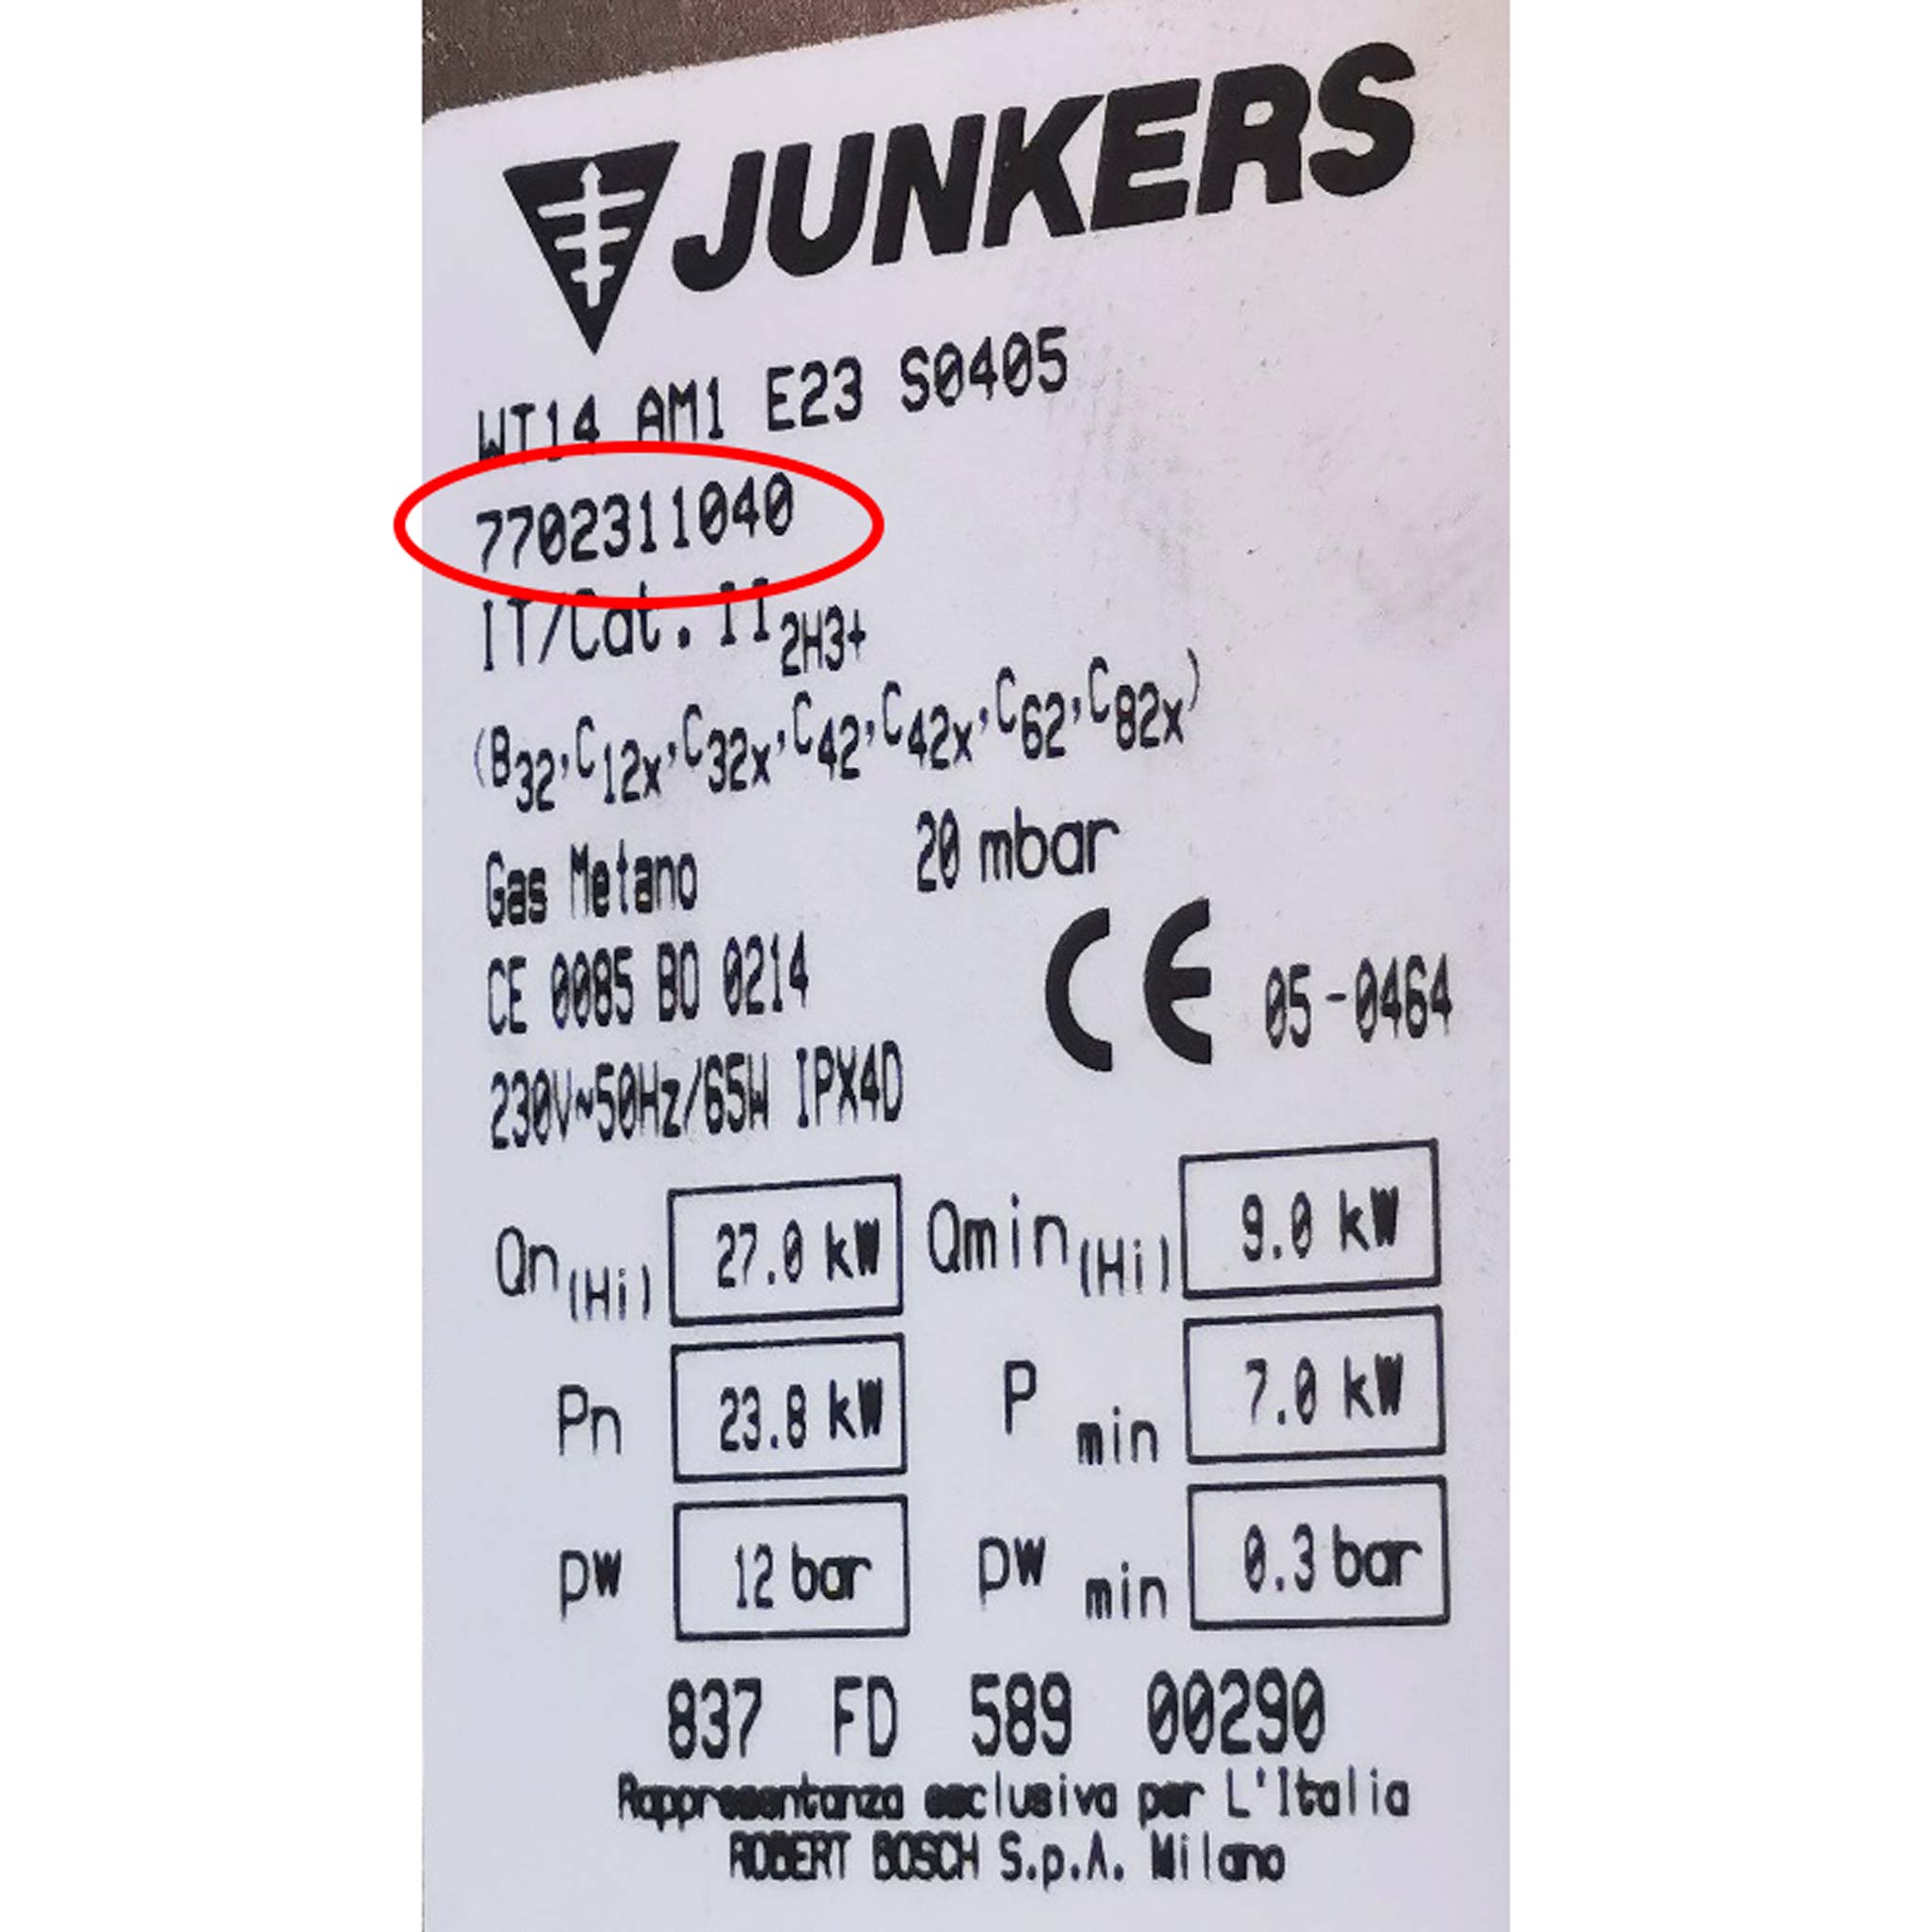 JUNKERS
WT14 AM1 E23 S0405
7702311040
IT/Cat. II 2H3+
(B32,C12x,C32x,C42,C42x,C62,C82x)
Gas Metano 20 mbar
CE 0085 BO 0214
CE 05-0464
230V~50Hz/65W IPX4D
Qn(Hi) 27.0 kW Qmin(Hi) 9.0 kW
Pn 23.8 kW P min 7.0 kW
pw 12 bar pw min 0.3 bar
837 FD 589 00290
Rappresentanza esclusiva per L'Italia
ROBERT BOSCH S.p.A. Milano